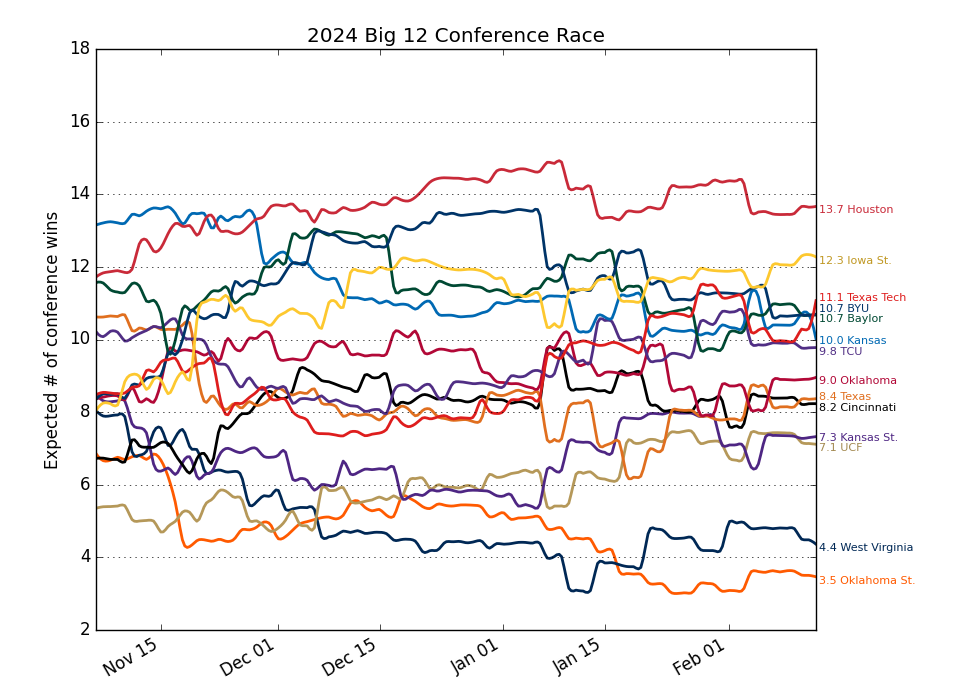 2024 Big 12 Conference Race
Expected # of conference wins
18
16
14
12
10
8
6
4
2
Nov 15
Dec 01
Dec 15
Jan 01
Jan 15
Feb 01
13.7 Houston
12.3 Iowa St.
11.1 Texas Tech
10.7 BYU
10.7 Baylor
10.0 Kansas
9.8 TCU
9.0 Oklahoma
8.4 Texas
8.2 Cincinnati
7.3 Kansas St.
7.1 UCF
4.4 West Virginia
3.5 Oklahoma St.